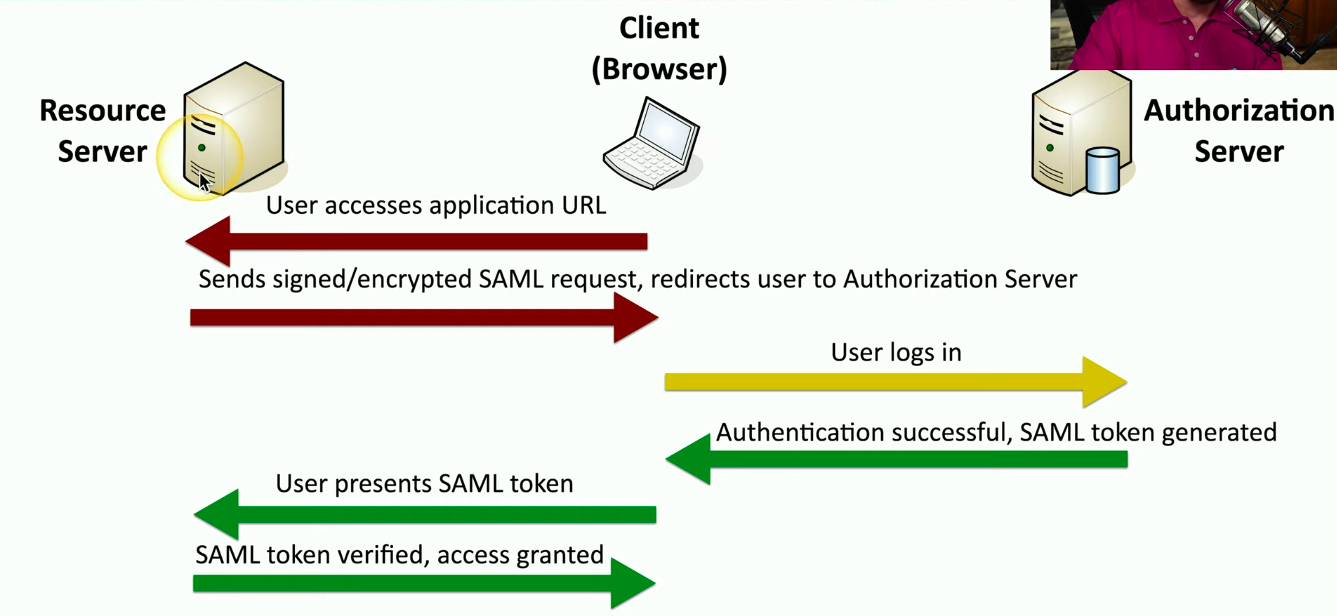 Client
(Browser)
Resource
Server
Authorization
Server
User accesses application URL
Sends signed/encrypted SAML request, redirects user to Authorization Server
User logs in
Authentication successful, SAML token generated
User presents SAML token
SAML token verified, access granted